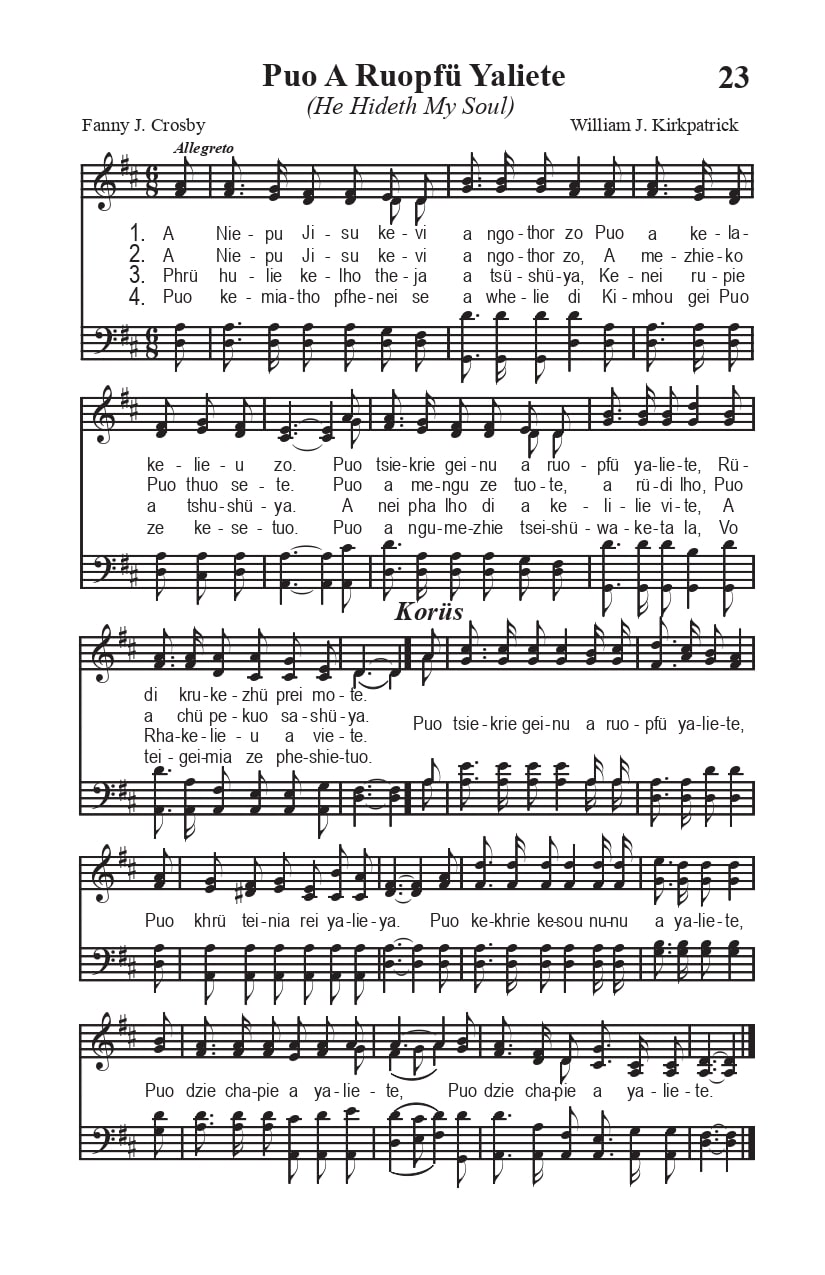 Puo A Ruopfü Yaliete
23
(He Hideth My Soul)
Fanny J. Crosby
William J. Kirkpatrick
Allegreto
1. A Nie - pu Ji - su ke - vi a ngo - thor zo Puo a ke - la-
2. A Nie - pu Ji - su ke - vi a ngo - thor zo, A me - zhie - ko
3. Phrü hu - lie ke - lho the - ja a tsü - shü - ya, Ke - nei ru - pie
4. Puo ke - mia - tho pfhe - nei se a whe - lie di Ki - mhou gei Puo
ke - lie - u zo. Puo tsie - krie gei - nu a ruo - pfü ya - lie - te, Rü -
Puo thuo se - te. Puo a me - ngu ze tuo - te, a rü - di lho, Puo
a tshu - shü - ya. A nei pha lho di a ke - li - lie vi - te, A
ze ke - se - tuo. Puo a ngu - me - zhie tsei - shü - wa - ke - ta la, Vo
Korüs
di kru - ke - zhü prei mo - te.
a chü pe - kuo sa - shü - ya.
Rha - ke - lie - u a vie - te.
tei - gei - mia ze phe - shie - tuo.
Puo tsie - krie gei - nu a ruo - pfü ya - lie - te,
Puo khrü tei - nia rei ya - lie - ya. Puo ke - khrie ke - sou nu - nu a ya - lie - te,
Puo dzie cha - pie a ya - lie - te, Puo dzie cha - pie a ya - lie - te.